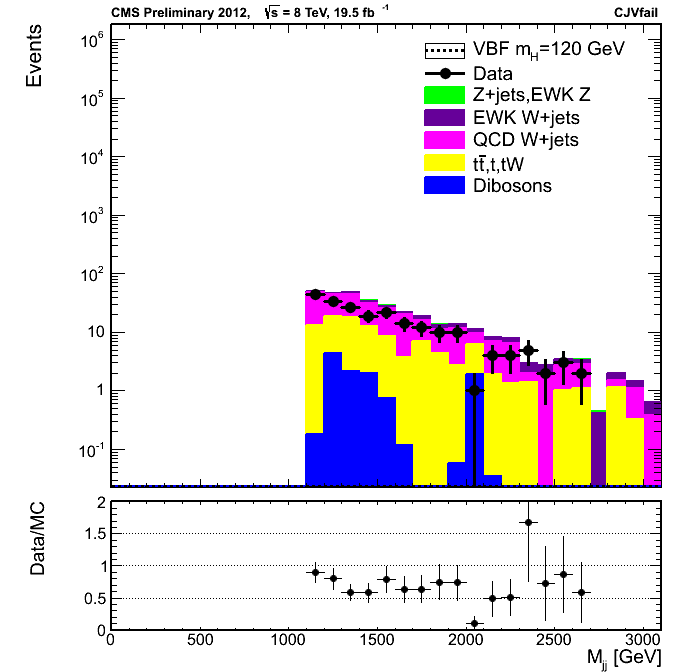 CMS Preliminary 2012, √s = 8 TeV, 19.5 fb⁻¹ CJVfail
Events
10⁶
10⁵
10⁴
10³
10²
10
1
10⁻¹
VBF m_H=120 GeV
Data
Z+jets,EWK Z
EWK W+jets
QCD W+jets
tt̄,t,tW
Dibosons
Data/MC
2
1.5
1
0.5
0
0 500 1000 1500 2000 2500 3000
M_jj [GeV]